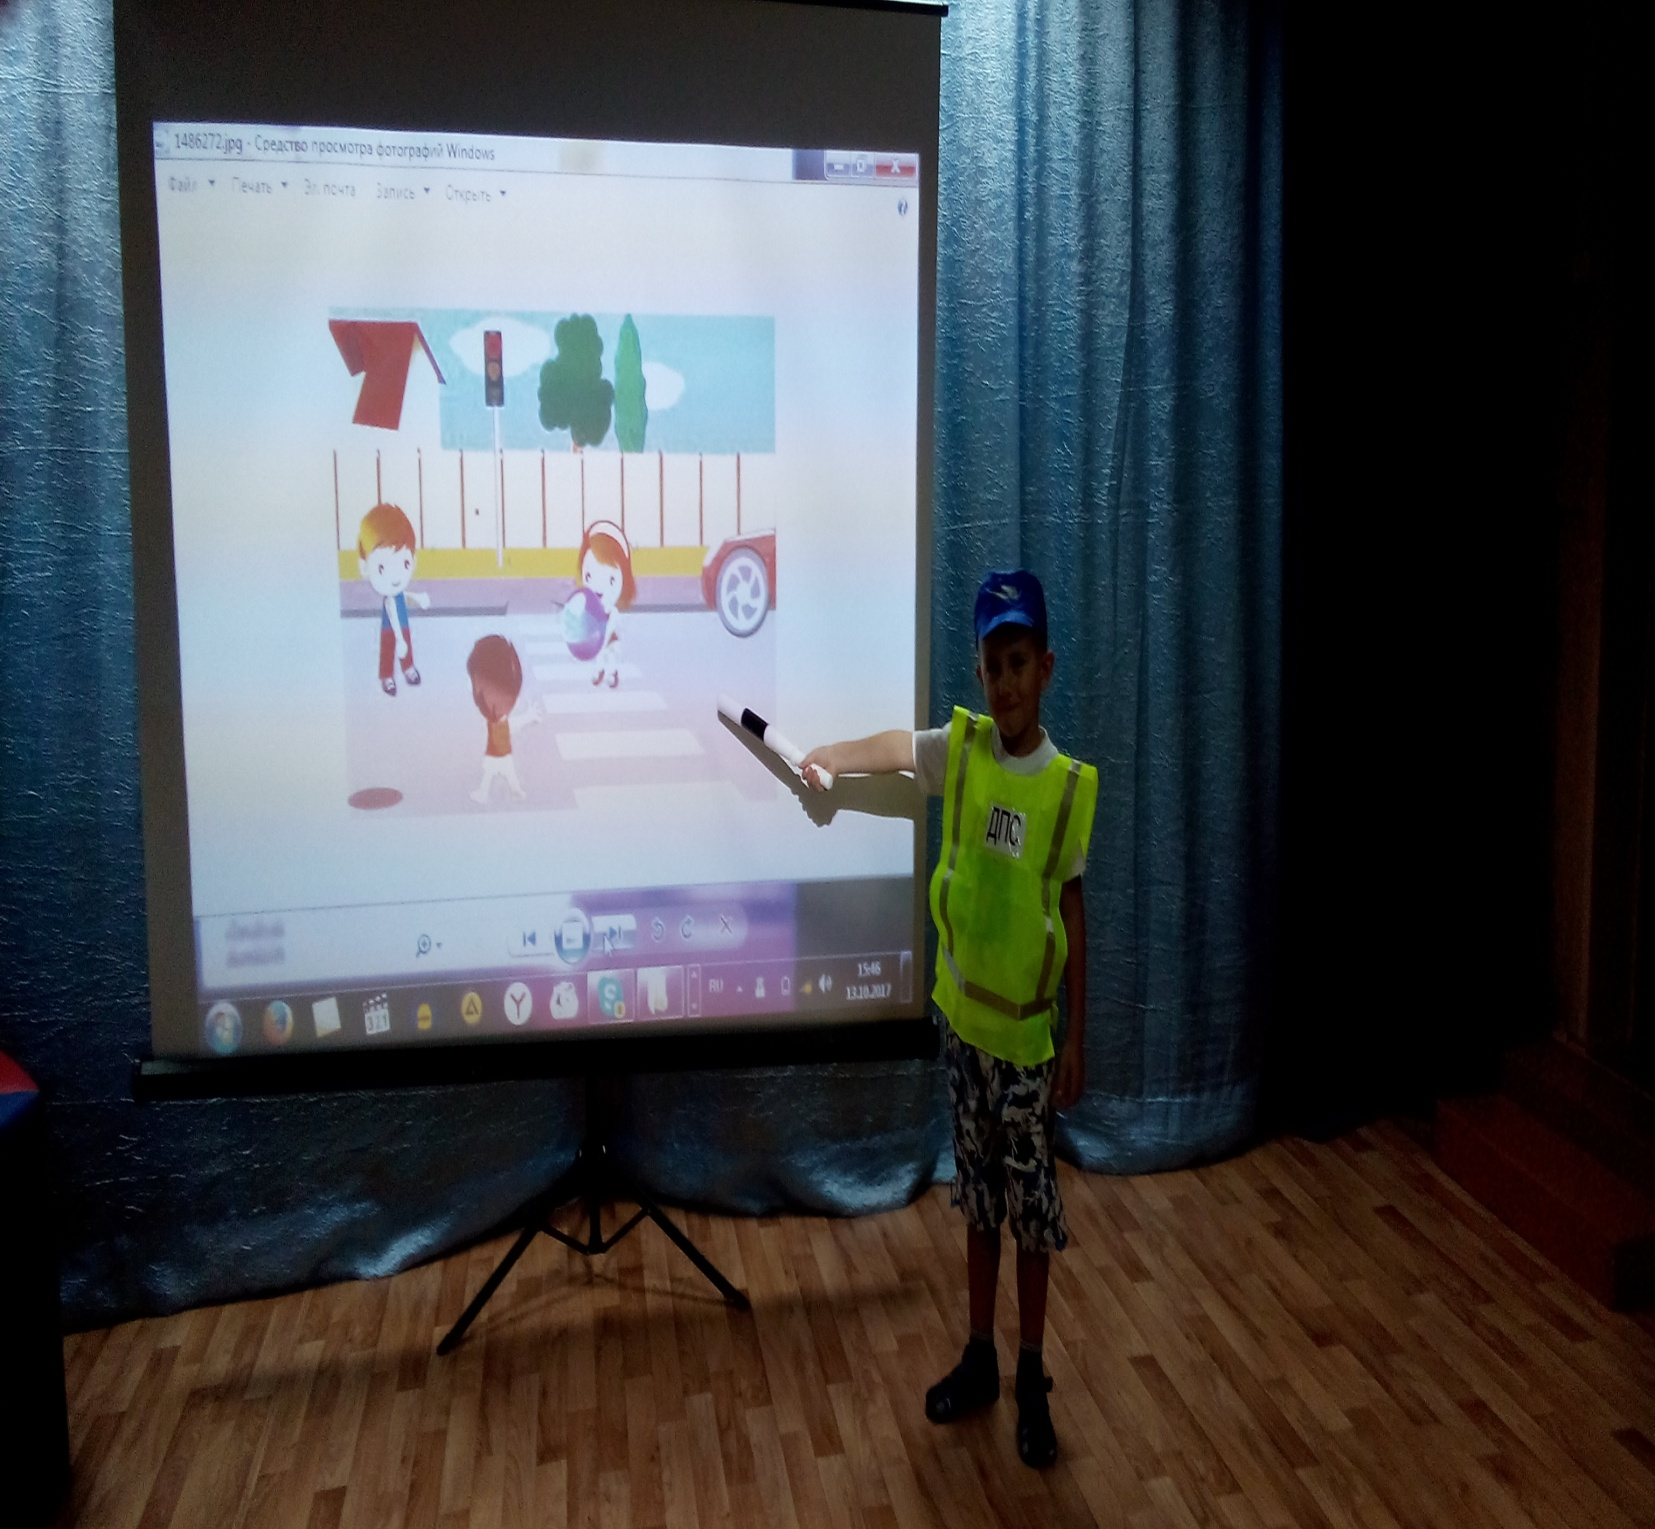 1486272.jpg - Средство просмотра фотографий Windows
Файл Печать Эл. почта Запись Открыть
ДПС
321
RU
15:46
13.10.2017